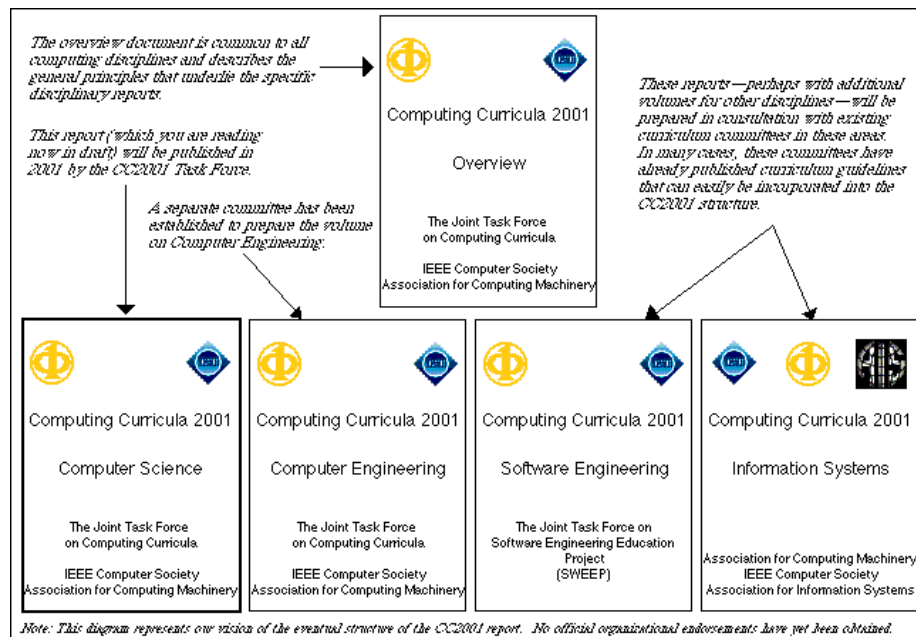 The overview document is common to all
computing disciplines and describes the
general principles that underlie the specific
disciplinary reports.
This report (which you are reading
now in draft) will be published in
2001 by the CC2001 Task Force.
A separate committee has been
established to prepare the volume
on Computer Engineering.
Computing Curricula 2001
Overview
The Joint Task Force
on Computing Curricula
IEEE Computer Society
Association for Computing Machinery
These reports—perhaps with additional
volumes for other disciplines—will be
prepared in consultation with existing
curriculum committees in these areas.
In many cases, these committees have
already published curriculum guidelines
that can easily be incorporated into the
CC2001 structure.
Computing Curricula 2001
Computer Science
The Joint Task Force
on Computing Curricula
IEEE Computer Society
Association for Computing Machinery
Computing Curricula 2001
Computer Engineering
The Joint Task Force
on Computing Curricula
IEEE Computer Society
Association for Computing Machinery
Computing Curricula 2001
Software Engineering
The Joint Task Force on
Software Engineering Education
Project
(SWEEP)
Computing Curricula 2001
Information Systems
Association for Computing Machinery
IEEE Computer Society
Association for Information Systems
Note: This diagram represents our vision of the eventual structure of the CC2001 report. No official organizational endorsements have yet been obtained.